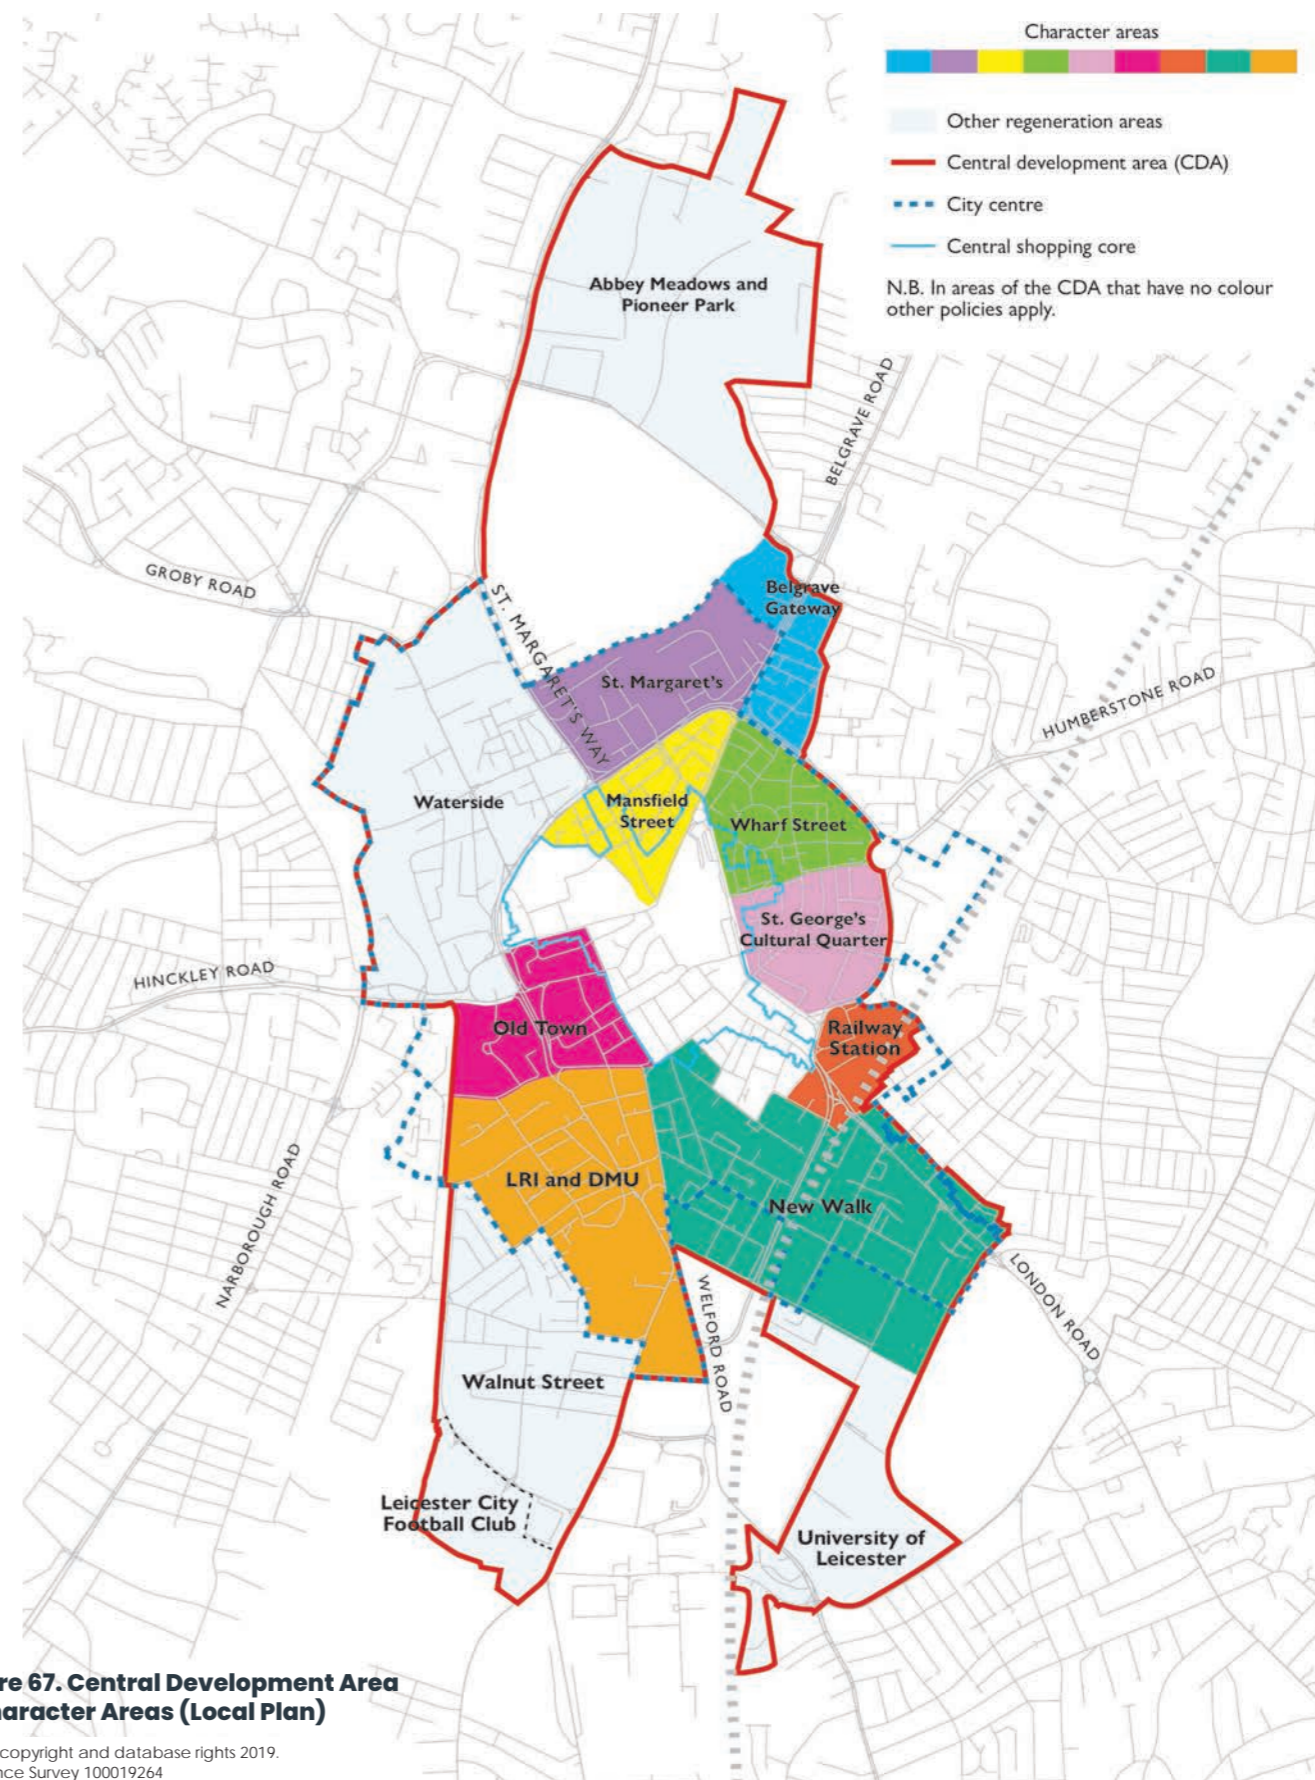 Character areas
Other regeneration areas
Central development area (CDA)
City centre
Central shopping core
N.B. In areas of the CDA that have no colour
other policies apply.
Abbey Meadows and
Pioneer Park
BELGRAVE ROAD
GROBY ROAD
ST. MARGARET'S WAY
Belgrave
Gateway
St. Margaret's
HUMBERSTONE ROAD
Waterside
Mansfield
Street
Wharf Street
St. George's
Cultural Quarter
HINCKLEY ROAD
Old Town
Railway
Station
NARBOROUGH ROAD
LRI and DMU
New Walk
LONDON ROAD
WELFORD ROAD
Walnut Street
Leicester City
Football Club
University of
Leicester
re 67. Central Development Area
haracter Areas (Local Plan)
copyright and database rights 2019.
nce Survey 100019264